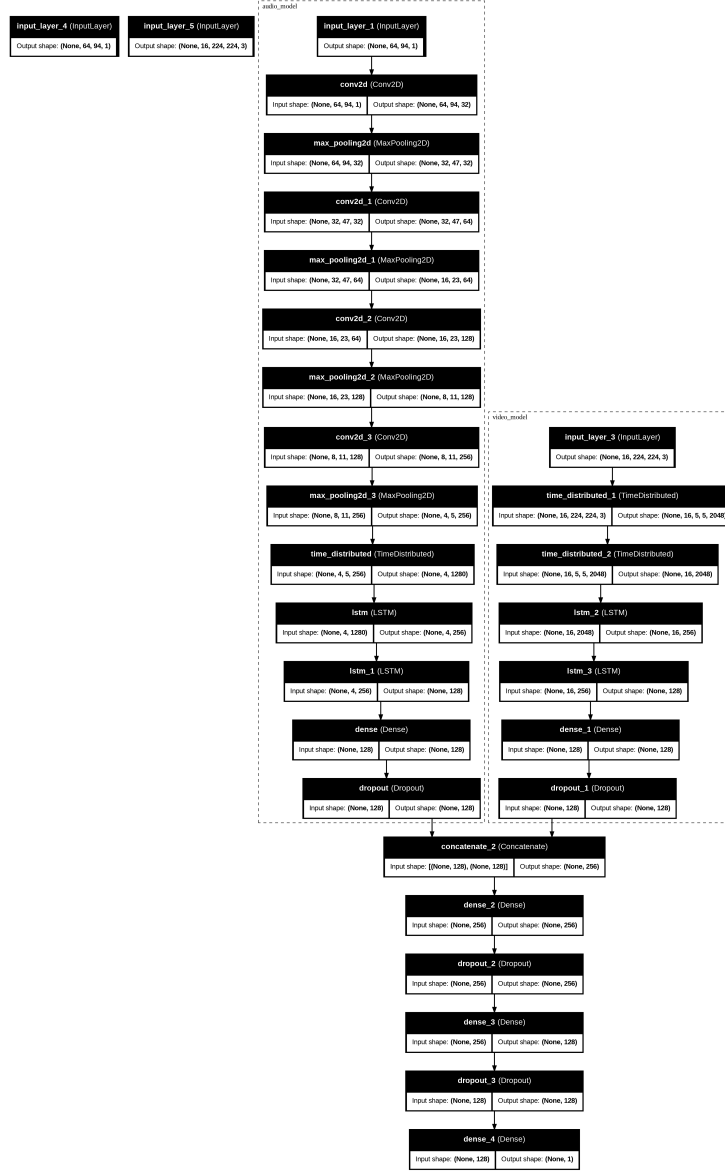 audio_model
input_layer_4 (InputLayer)
Output shape: (None, 64, 94, 1)
input_layer_5 (InputLayer)
Output shape: (None, 16, 224, 224, 3)
input_layer_1 (InputLayer)
Output shape: (None, 64, 94, 1)
conv2d (Conv2D)
Input shape: (None, 64, 94, 1) Output shape: (None, 64, 94, 32)
max_pooling2d (MaxPooling2D)
Input shape: (None, 64, 94, 32) Output shape: (None, 32, 47, 32)
conv2d_1 (Conv2D)
Input shape: (None, 32, 47, 32) Output shape: (None, 32, 47, 64)
max_pooling2d_1 (MaxPooling2D)
Input shape: (None, 32, 47, 64) Output shape: (None, 16, 23, 64)
conv2d_2 (Conv2D)
Input shape: (None, 16, 23, 64) Output shape: (None, 16, 23, 128)
max_pooling2d_2 (MaxPooling2D)
Input shape: (None, 16, 23, 128) Output shape: (None, 8, 11, 128)
conv2d_3 (Conv2D)
Input shape: (None, 8, 11, 128) Output shape: (None, 8, 11, 256)
max_pooling2d_3 (MaxPooling2D)
Input shape: (None, 8, 11, 256) Output shape: (None, 4, 5, 256)
time_distributed (TimeDistributed)
Input shape: (None, 4, 5, 256) Output shape: (None, 4, 1280)
lstm (LSTM)
Input shape: (None, 4, 1280) Output shape: (None, 4, 256)
lstm_1 (LSTM)
Input shape: (None, 4, 256) Output shape: (None, 128)
dense (Dense)
Input shape: (None, 128) Output shape: (None, 128)
dropout (Dropout)
Input shape: (None, 128) Output shape: (None, 128)
video_model
input_layer_3 (InputLayer)
Output shape: (None, 16, 224, 224, 3)
time_distributed_1 (TimeDistributed)
Input shape: (None, 16, 224, 224, 3) Output shape: (None, 16, 5, 5, 2048)
time_distributed_2 (TimeDistributed)
Input shape: (None, 16, 5, 5, 2048) Output shape: (None, 16, 2048)
lstm_2 (LSTM)
Input shape: (None, 16, 2048) Output shape: (None, 16, 256)
lstm_3 (LSTM)
Input shape: (None, 16, 256) Output shape: (None, 128)
dense_1 (Dense)
Input shape: (None, 128) Output shape: (None, 128)
dropout_1 (Dropout)
Input shape: (None, 128) Output shape: (None, 128)
concatenate_2 (Concatenate)
Input shape: [(None, 128), (None, 128)] Output shape: (None, 256)
dense_2 (Dense)
Input shape: (None, 256) Output shape: (None, 256)
dropout_2 (Dropout)
Input shape: (None, 256) Output shape: (None, 256)
dense_3 (Dense)
Input shape: (None, 256) Output shape: (None, 128)
dropout_3 (Dropout)
Input shape: (None, 128) Output shape: (None, 128)
dense_4 (Dense)
Input shape: (None, 128) Output shape: (None, 1)